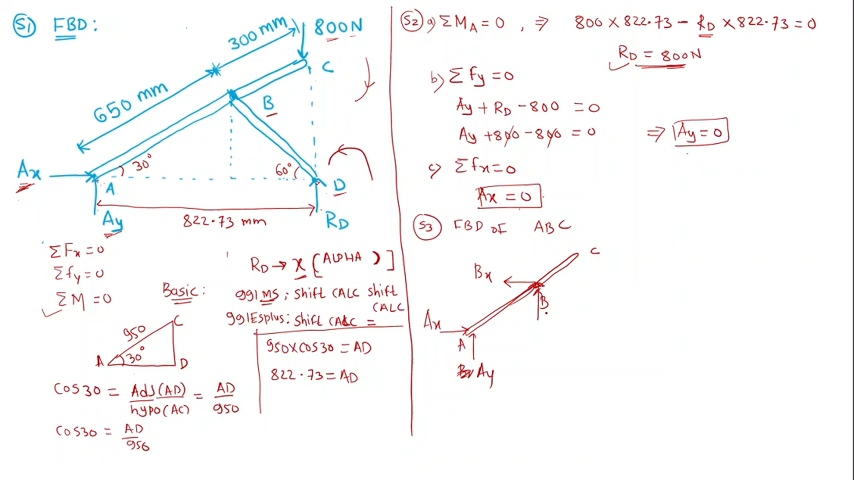 S1 FBD:
300 mm
800N
C
650 mm
B
Ax
30°
60°
A
D
Ay
822.73 mm
RD
ΣFx=0
Σfy=0
ΣM=0
Basic:
950
C
A
30°
D
Cos30 = Adj(AD)/hypo(AC) = AD/950
cos30 = AD/950
RD → x [ALPHA )]
991MS: shift CALC shift CALC
991ESplus: shift CALC =
950×cos30 = AD
822.73 = AD
S2 a) ΣMA=0, ⇒ 800×822.73 - RD×822.73=0
RD = 800N
b) Σfy=0
Ay+RD-800 =0
Ay+800-800 =0 ⇒ Ay=0
c) Σfx=0
Ax=0
S3 FBD of ABC
C
Bx
B
Ax
A
Ay